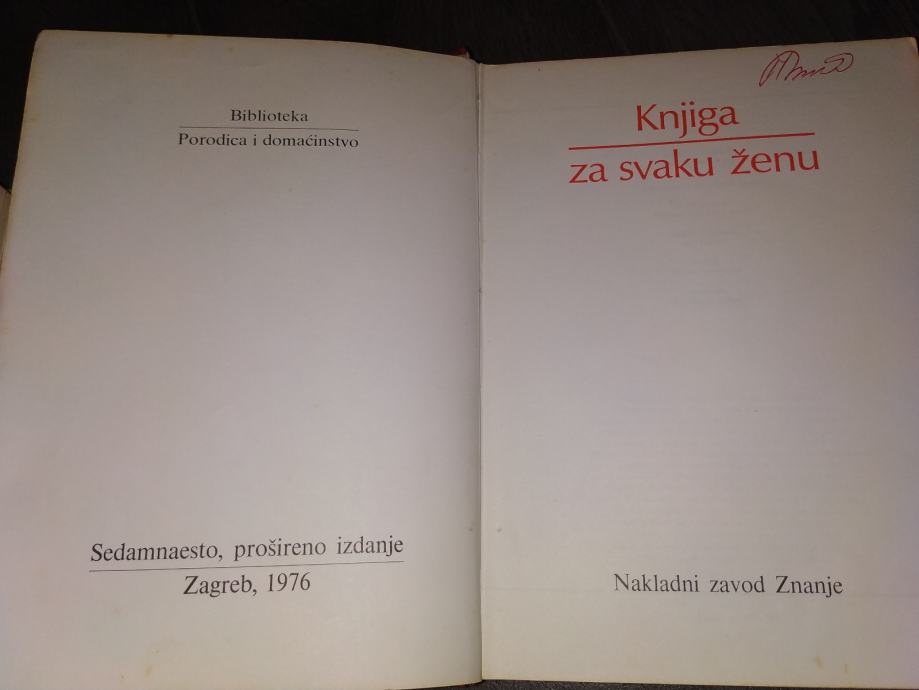 Biblioteka
Porodica i domaćinstvo
Sedamnaesto, prošireno izdanje
Zagreb, 1976
Knjiga
za svaku ženu
Nakladni zavod Znanje